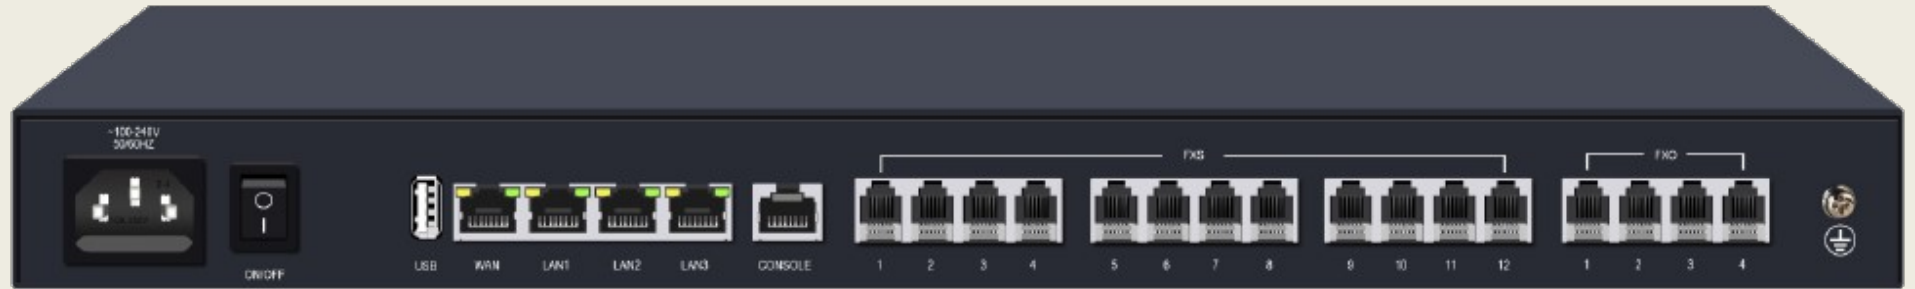 ~100-240V
50/60HZ
ON/OFF
USB
WAN
LAN1
LAN2
LAN3
CONSOLE
FXS
1 2 3 4 5 6 7 8 9 10 11 12
FXO
1 2 3 4